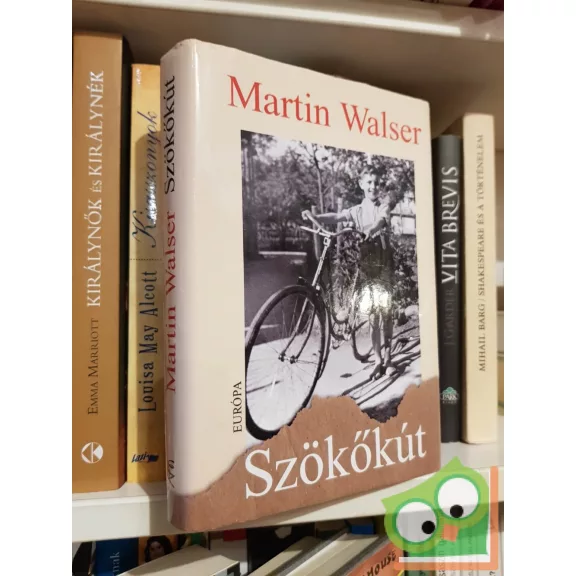 EMMA MARRIOTT KIRÁLYNŐK ÉS KIRÁLYNÉK
Louisa May Alcott
Martin Walser Szökőkút
Martin Walser
EURÓPA
Szökőkút
VITA BREVIS
MIHAIL BARG / SHAKESPEARE ÉS A TÖRTÉNELEM